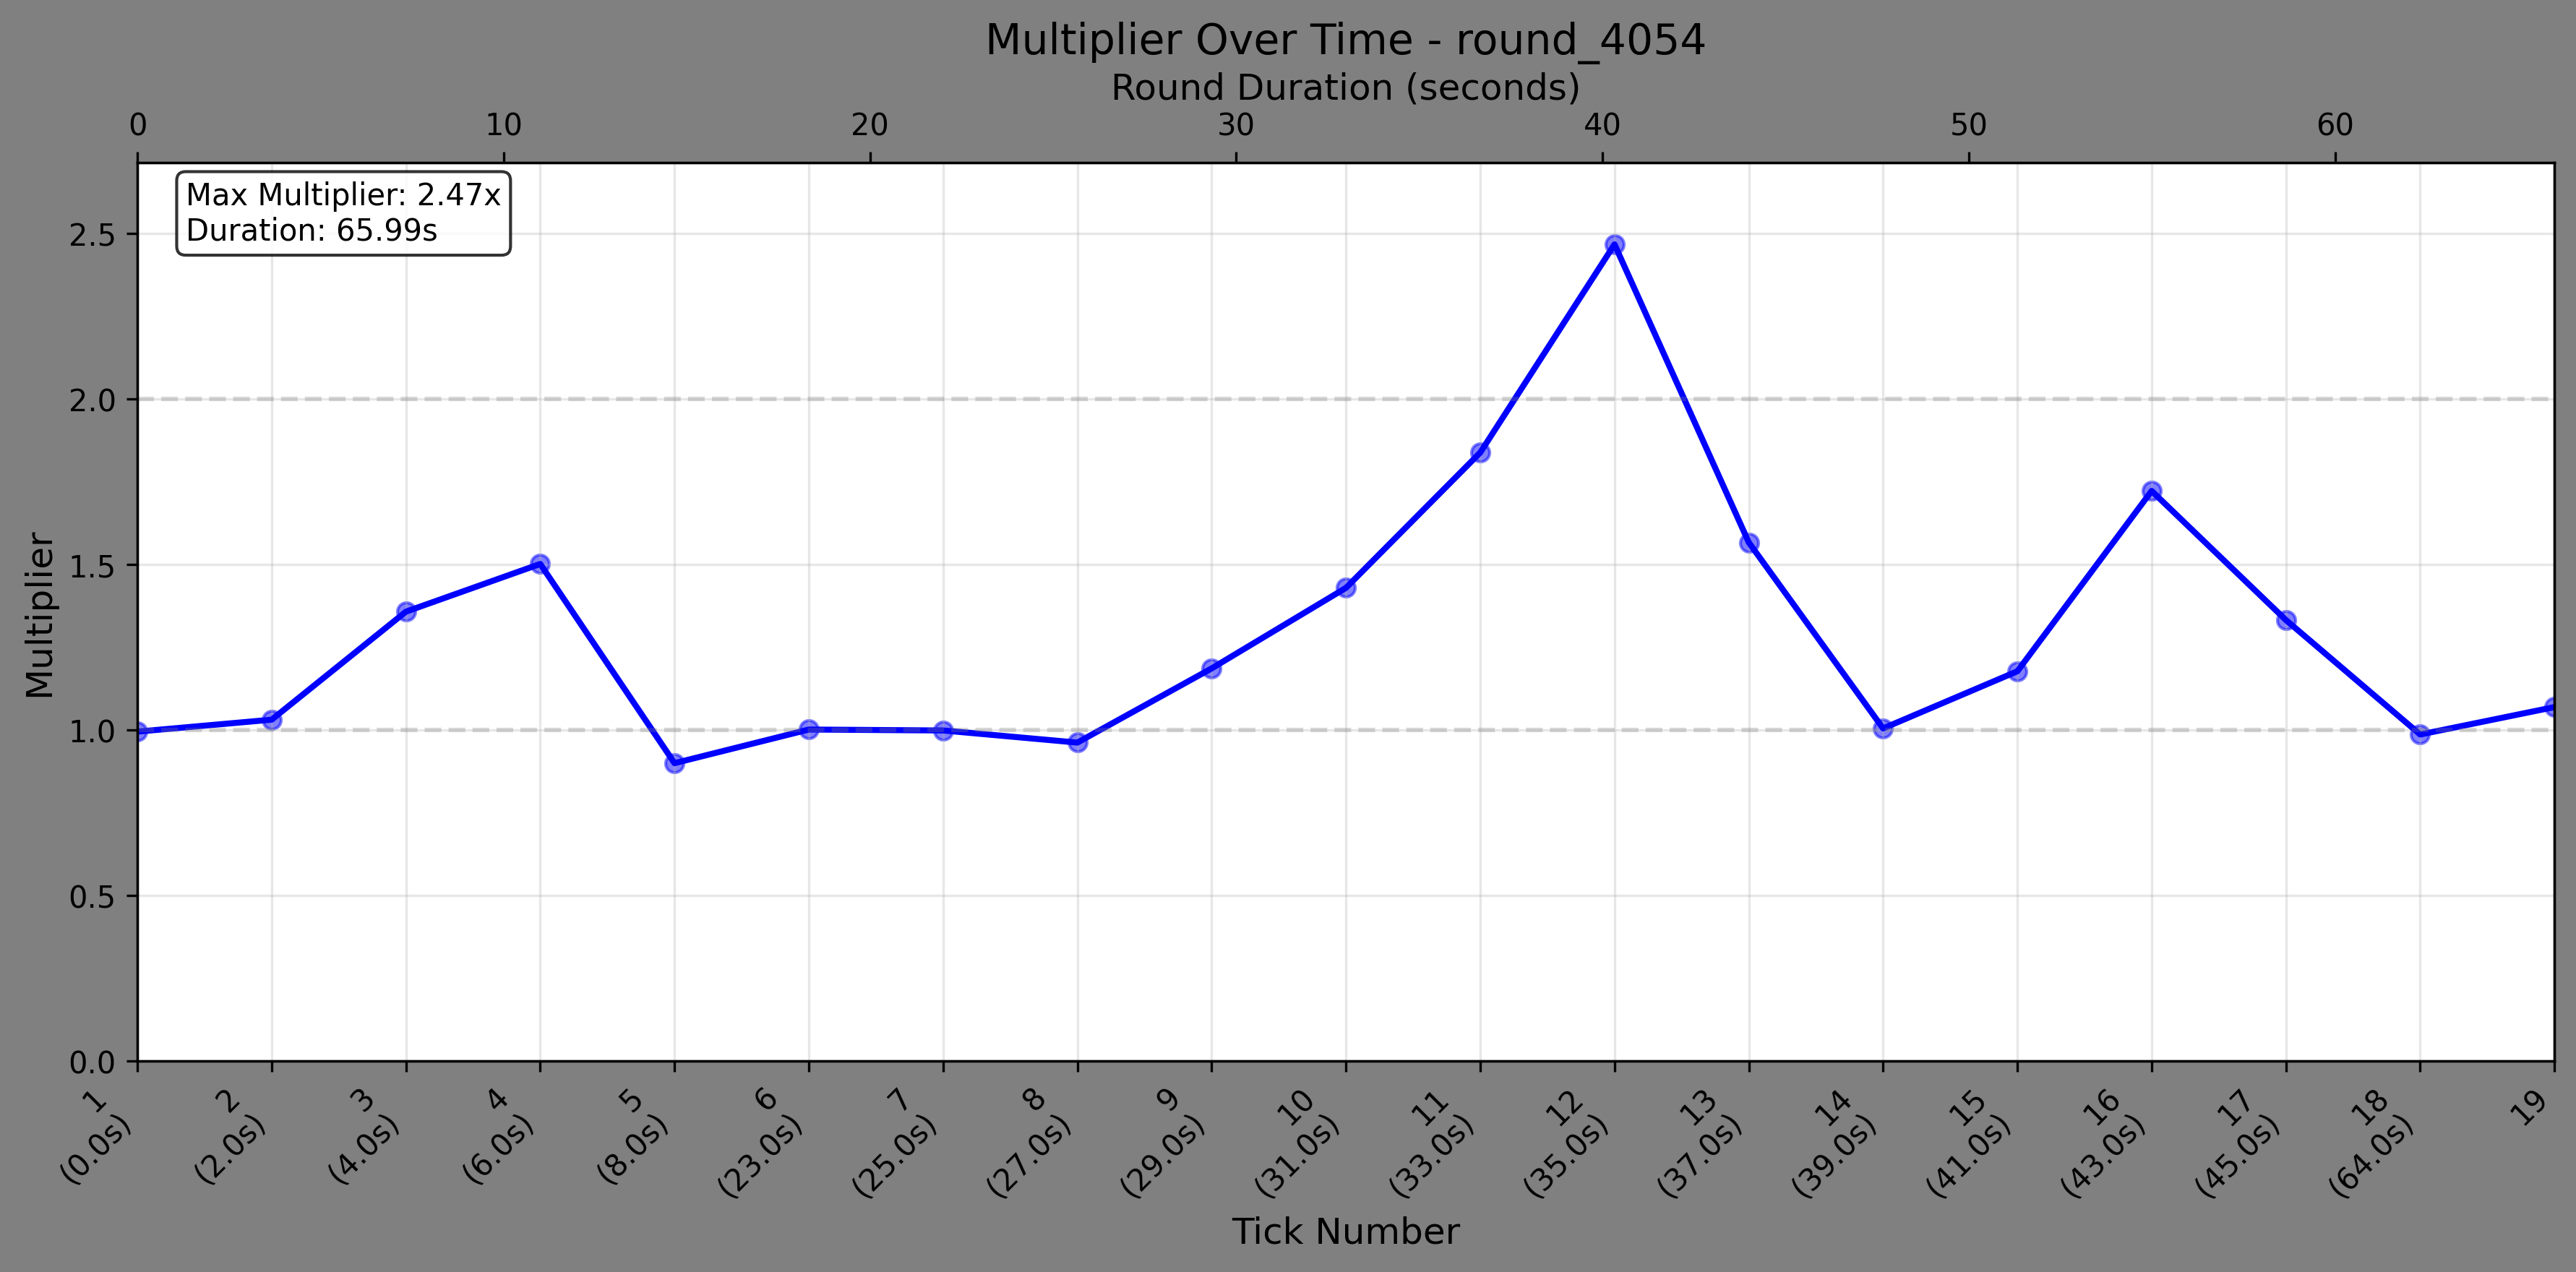 Multiplier Over Time - round_4054
Round Duration (seconds)
0 10 20 30 40 50 60
Max Multiplier: 2.47x
Duration: 65.99s
Multiplier
2.5
2.0
1.5
1.0
0.5
0.0
1
(0.0s)
2
(2.0s)
3
(4.0s)
4
(6.0s)
5
(8.0s)
6
(23.0s)
7
(25.0s)
8
(27.0s)
9
(29.0s)
10
(31.0s)
11
(33.0s)
12
(35.0s)
13
(37.0s)
14
(39.0s)
15
(41.0s)
16
(43.0s)
17
(45.0s)
18
(64.0s)
19
Tick Number